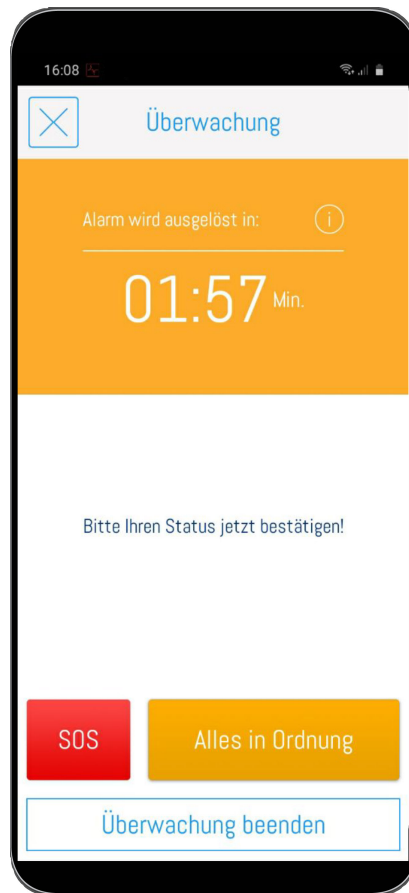 16:08
Überwachung
Alarm wird ausgelöst in:
i
01:57 Min.
Bitte Ihren Status jetzt bestätigen!
SOS
Alles in Ordnung
Überwachung beenden